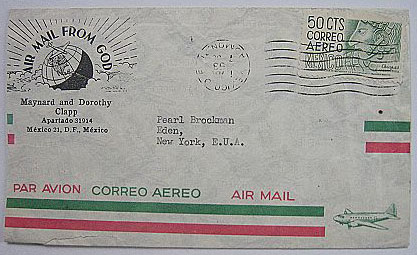 AIR MAIL FROM GOD
Maynard and Dorothy
Clapp
Apartado 31914
México 21, D.F., México
50 CTS
CORREO
AEREO
MEXICO
Pearl Brockman
Eden,
New York, E.U.A.
PAR AVION CORREO AEREO AIR MAIL